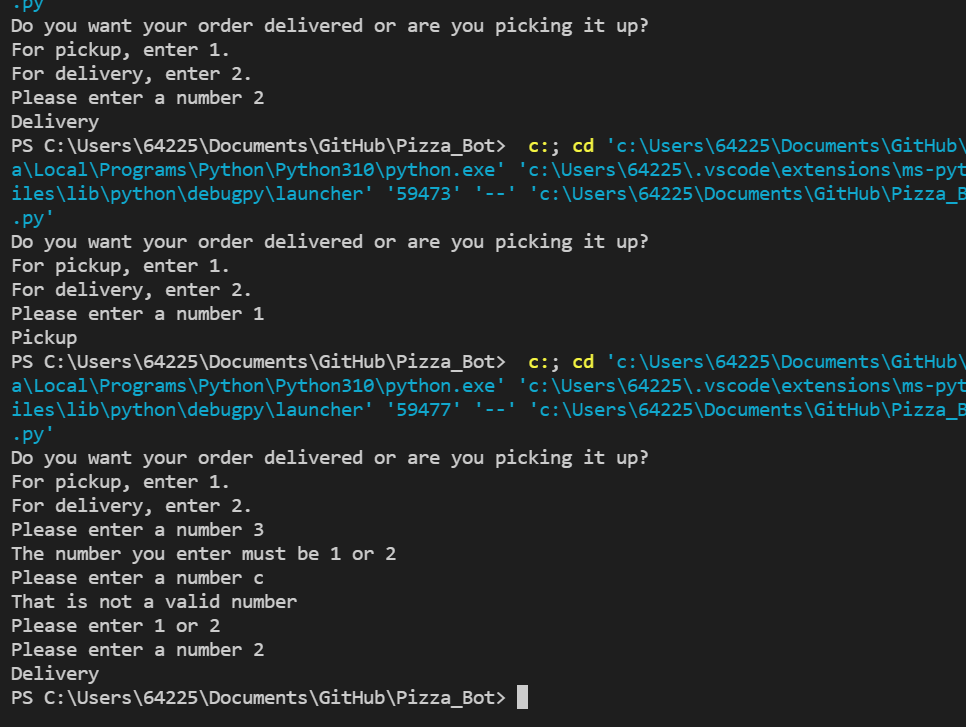 .py
Do you want your order delivered or are you picking it up?
For pickup, enter 1.
For delivery, enter 2.
Please enter a number 2
Delivery
PS C:\Users\64225\Documents\GitHub\Pizza_Bot>  c:; cd 'c:\Users\64225\Documents\GitHub\
a\Local\Programs\Python\Python310\python.exe' 'c:\Users\64225\.vscode\extensions\ms-pyt
iles\lib\python\debugpy\launcher' '59473' '--' 'c:\Users\64225\Documents\GitHub\Pizza_B
.py'
Do you want your order delivered or are you picking it up?
For pickup, enter 1.
For delivery, enter 2.
Please enter a number 1
Pickup
PS C:\Users\64225\Documents\GitHub\Pizza_Bot>  c:; cd 'c:\Users\64225\Documents\GitHub\
a\Local\Programs\Python\Python310\python.exe' 'c:\Users\64225\.vscode\extensions\ms-pyt
iles\lib\python\debugpy\launcher' '59477' '--' 'c:\Users\64225\Documents\GitHub\Pizza_B
.py'
Do you want your order delivered or are you picking it up?
For pickup, enter 1.
For delivery, enter 2.
Please enter a number 3
The number you enter must be 1 or 2
Please enter a number c
That is not a valid number
Please enter 1 or 2
Please enter a number 2
Delivery
PS C:\Users\64225\Documents\GitHub\Pizza_Bot>